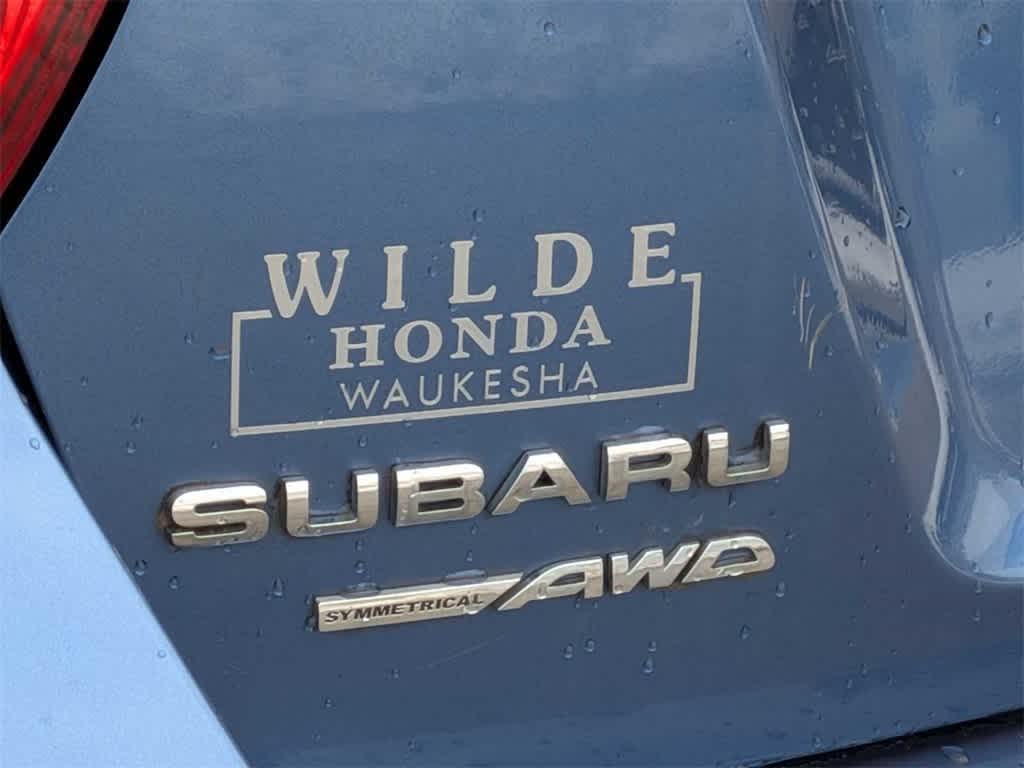 WILDE
HONDA
WAUKESHA
SUBARU
SYMMETRICAL AWD